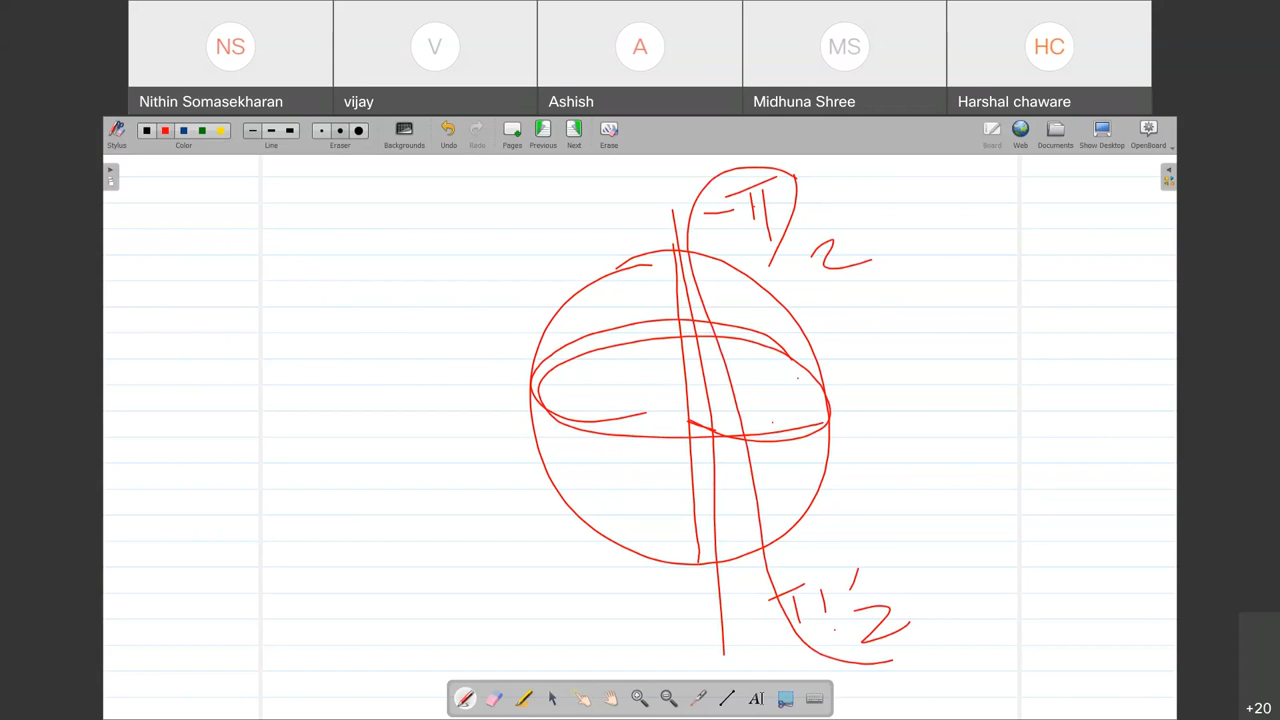 NS
V
A
MS
HC
Nithin Somasekharan
vijay
Ashish
Midhuna Shree
Harshal chaware
Stylus
Color
Line
Eraser
Backgrounds
Undo
Redo
Pages
Previous
Next
Erase
Board
Web
Documents
Show Desktop
OpenBoard
-π/2
π/2
+20